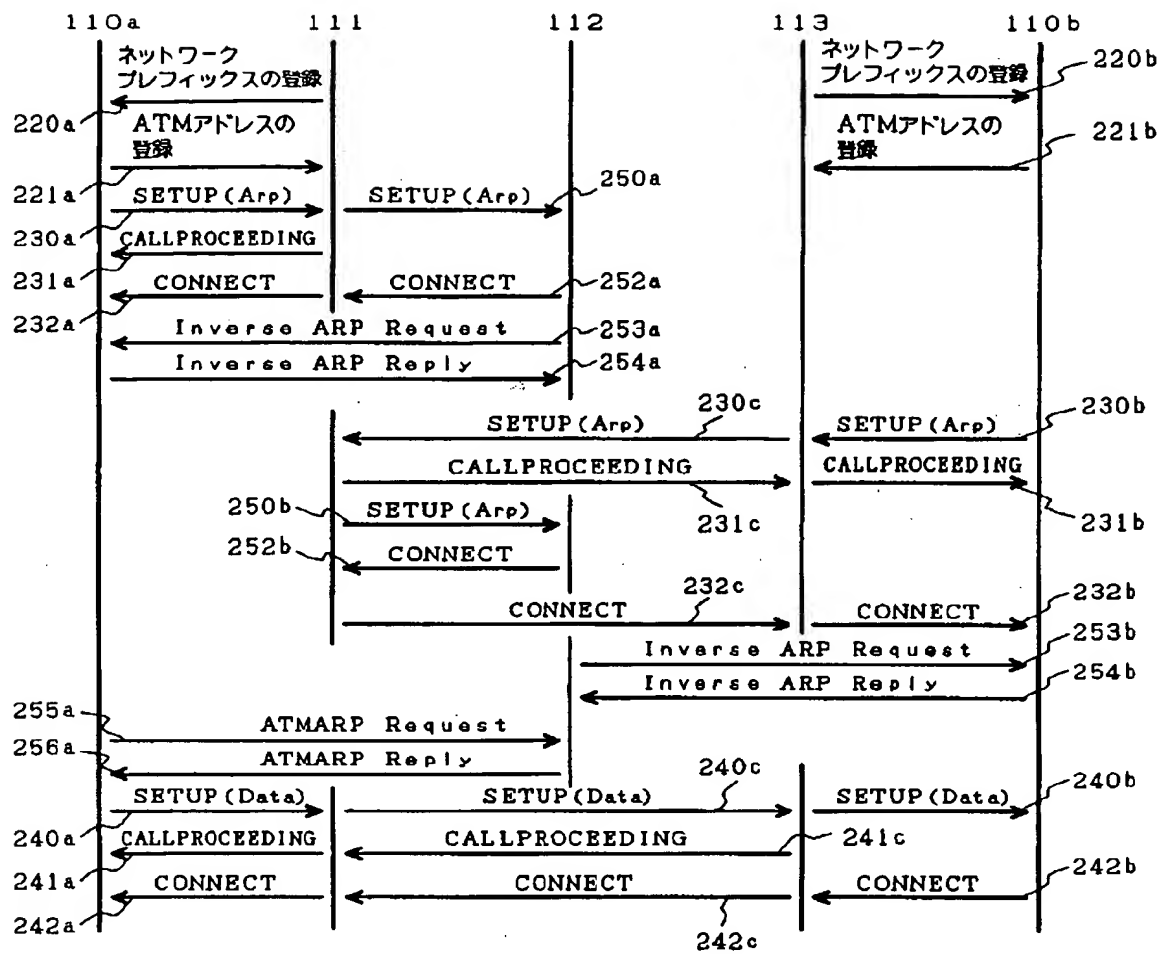 110a 111 112 113 110b
ネットワーク
プレフィックスの登録
ネットワーク
プレフィックスの登録
220b
220a
ATMアドレスの
登録
ATMアドレスの
登録
221b
221a
SETUP(Arp) SETUP(Arp) 250a
230a
CALLPROCEEDING
231a
CONNECT CONNECT 252a
232a
Inverse ARP Request 253a
Inverse ARP Reply 254a
230c
SETUP(Arp) SETUP(Arp) 230b
CALLPROCEEDING CALLPROCEEDING
250b SETUP(Arp) 231c 231b
252b CONNECT
232c
CONNECT CONNECT 232b
Inverse ARP Request 253b
Inverse ARP Reply 254b
255a
ATMARP Request
256a
ATMARP Reply
240c 240b
SETUP(Data) SETUP(Data) SETUP(Data)
240a
CALLPROCEEDING CALLPROCEEDING 241c
241a
CONNECT CONNECT CONNECT 242b
242a
242c